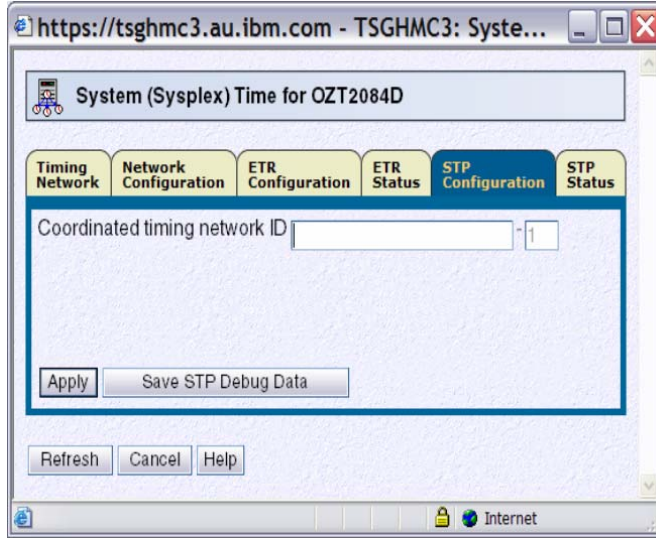 https://tsghmc3.au.ibm.com - TSGHMC3: Syste...
System (Sysplex) Time for OZT2084D
Timing Network
Network Configuration
ETR Configuration
ETR Status
STP Configuration
STP Status
Coordinated timing network ID - 1
Apply
Save STP Debug Data
Refresh
Cancel
Help
Internet